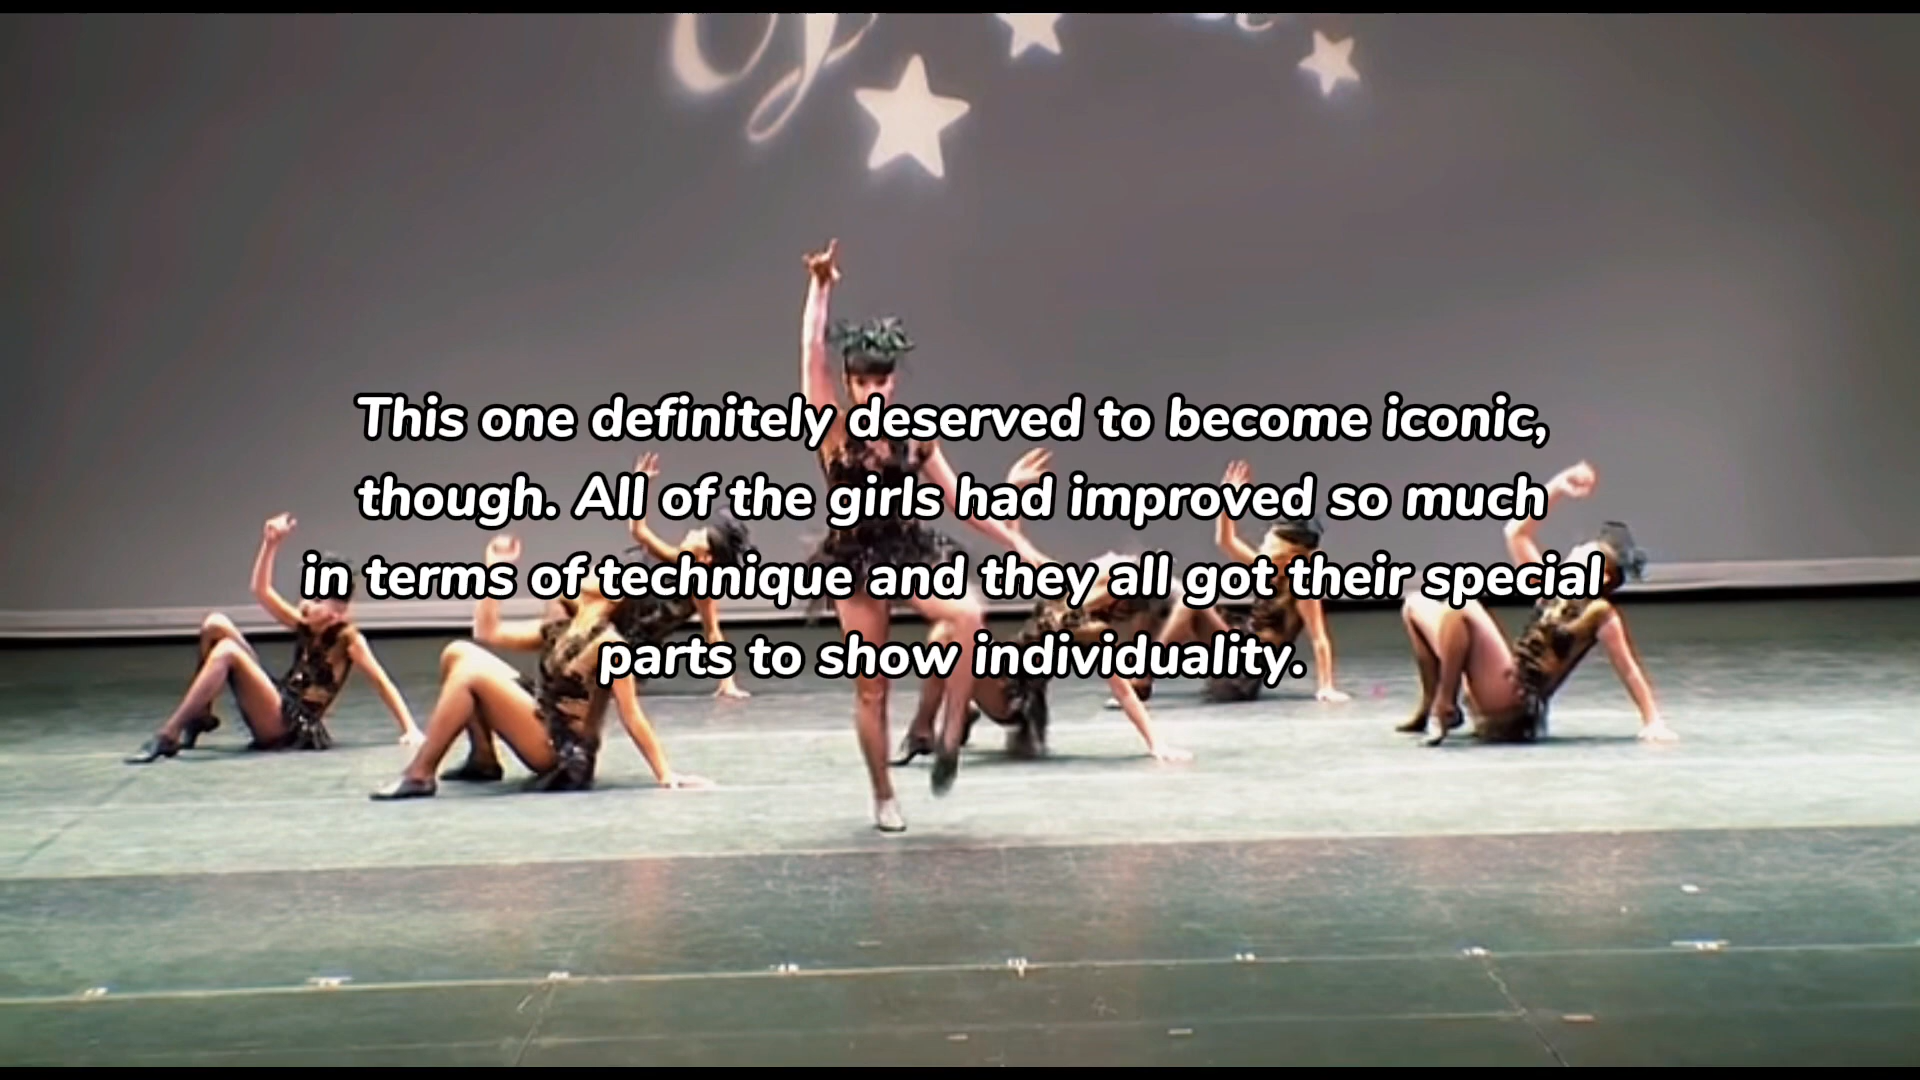 This one definitely deserved to become iconic,
though. All of the girls had improved so much
in terms of technique and they all got their special
parts to show individuality.